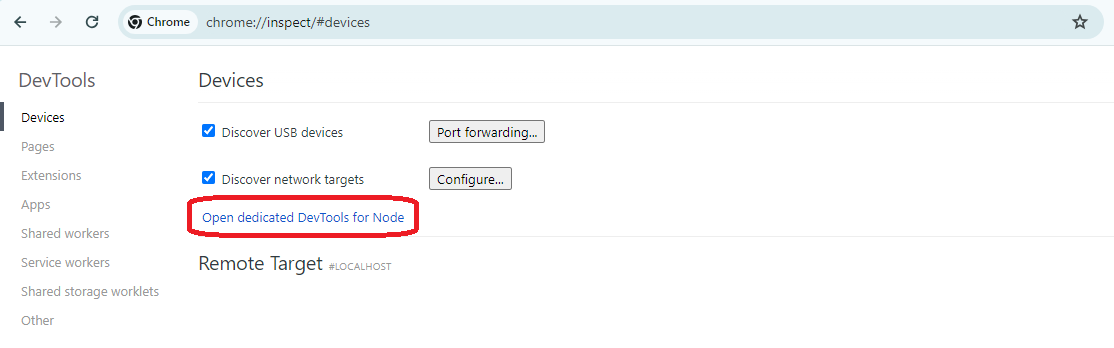 Chrome chrome://inspect/#devices
DevTools
Devices
Pages
Extensions
Apps
Shared workers
Service workers
Shared storage worklets
Other
Devices
Discover USB devices Port forwarding...
Discover network targets Configure...
Open dedicated DevTools for Node
Remote Target #LOCALHOST